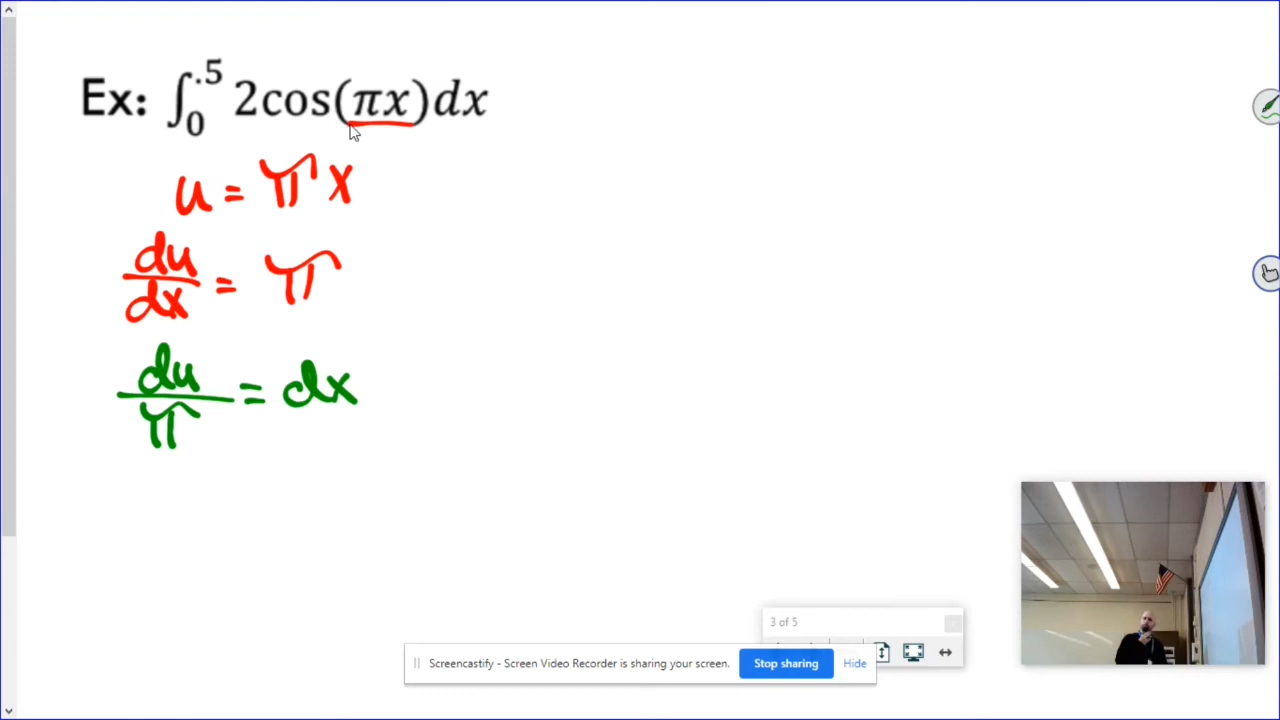 Ex: ∫₀^.5 2cos(πx)dx
u = πx
du/dx = π
du/π = dx
3 of 5
Screencastify - Screen Video Recorder is sharing your screen. Stop sharing Hide